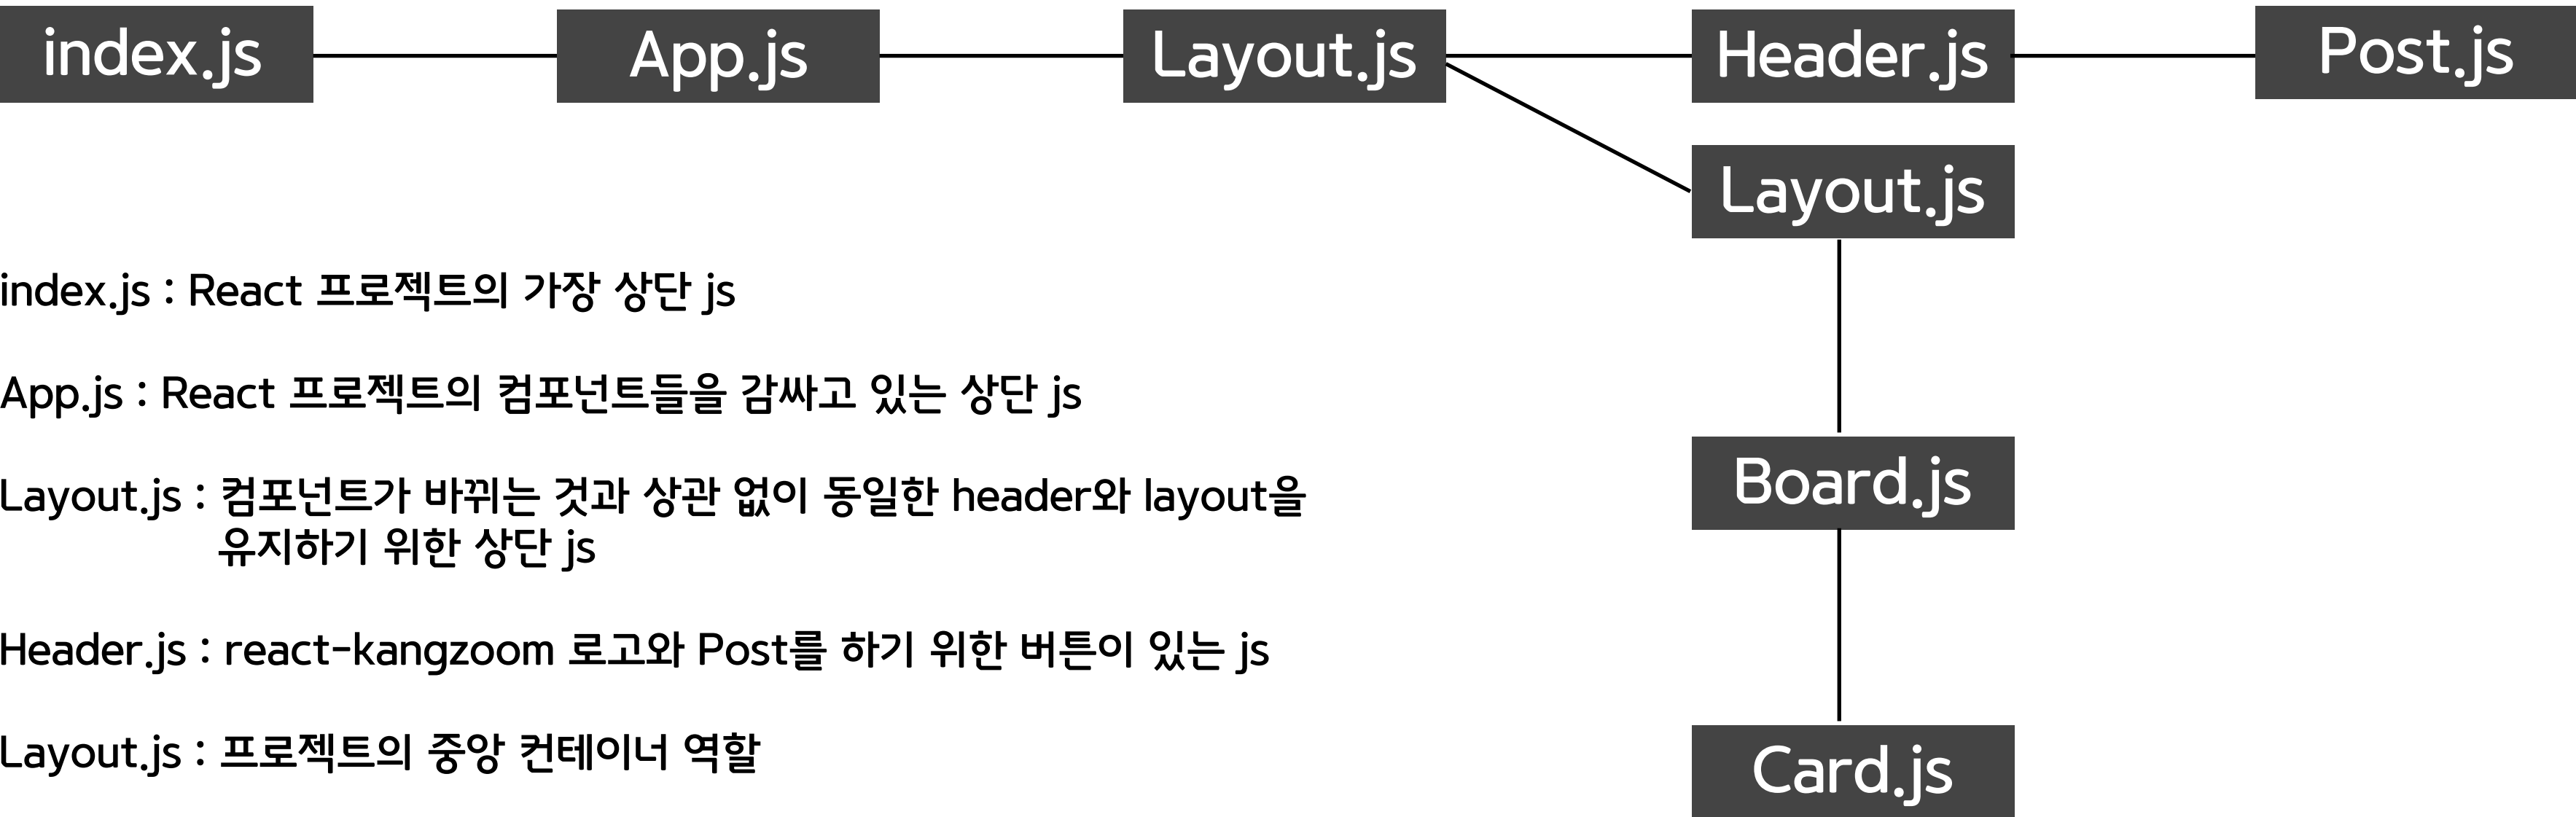 index.js
App.js
Layout.js
Header.js
Post.js
Layout.js
Board.js
Card.js
index.js : React 프로젝트의 가장 상단 js
App.js : React 프로젝트의 컴포넌트들을 감싸고 있는 상단 js
Layout.js : 컴포넌트가 바뀌는 것과 상관 없이 동일한 header와 layout을
유지하기 위한 상단 js
Header.js : react-kangzoom 로고와 Post를 하기 위한 버튼이 있는 js
Layout.js : 프로젝트의 중앙 컨테이너 역할